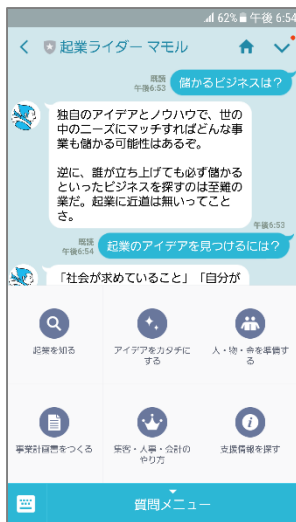 62% 午後 6:54
起業ライダー マモル
既読
午後6:53
儲かるビジネスは？
独自のアイデアとノウハウで、世の
中のニーズにマッチすればどんな事
業も儲かる可能性はあるぞ。
逆に、誰が立ち上げても必ず儲かる
といったビジネスを探すのは至難の
業だ。起業に近道は無いってこと
さ。
午後6:53
既読
午後6:54
起業のアイデアを見つけるには？
「社会が求めていること」「自分が
起業を知る
アイデアをカタチに
する
人・物・金を準備す
る
事業計画書をつくる
集客・人事・会計の
やり方
支援情報を探す
質問メニュー